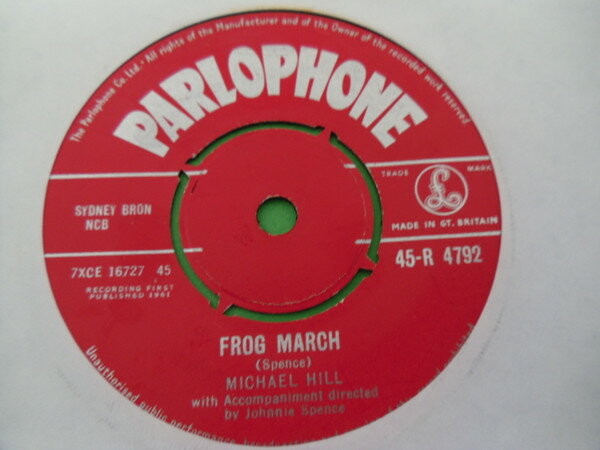 The Parlophone Co. Ltd. · All rights of the Manufacturer and of the Owner of the recorded work reserved.
PARLOPHONE
TRADE MARK
£
SYDNEY BRON
NCB
MADE IN GT. BRITAIN
7XCE 16727 45
45-R 4792
RECORDING FIRST
PUBLISHED 1961
FROG MARCH
(Spence)
MICHAEL HILL
with Accompaniment directed
by Johnnie Spence
Unauthorised public performance,